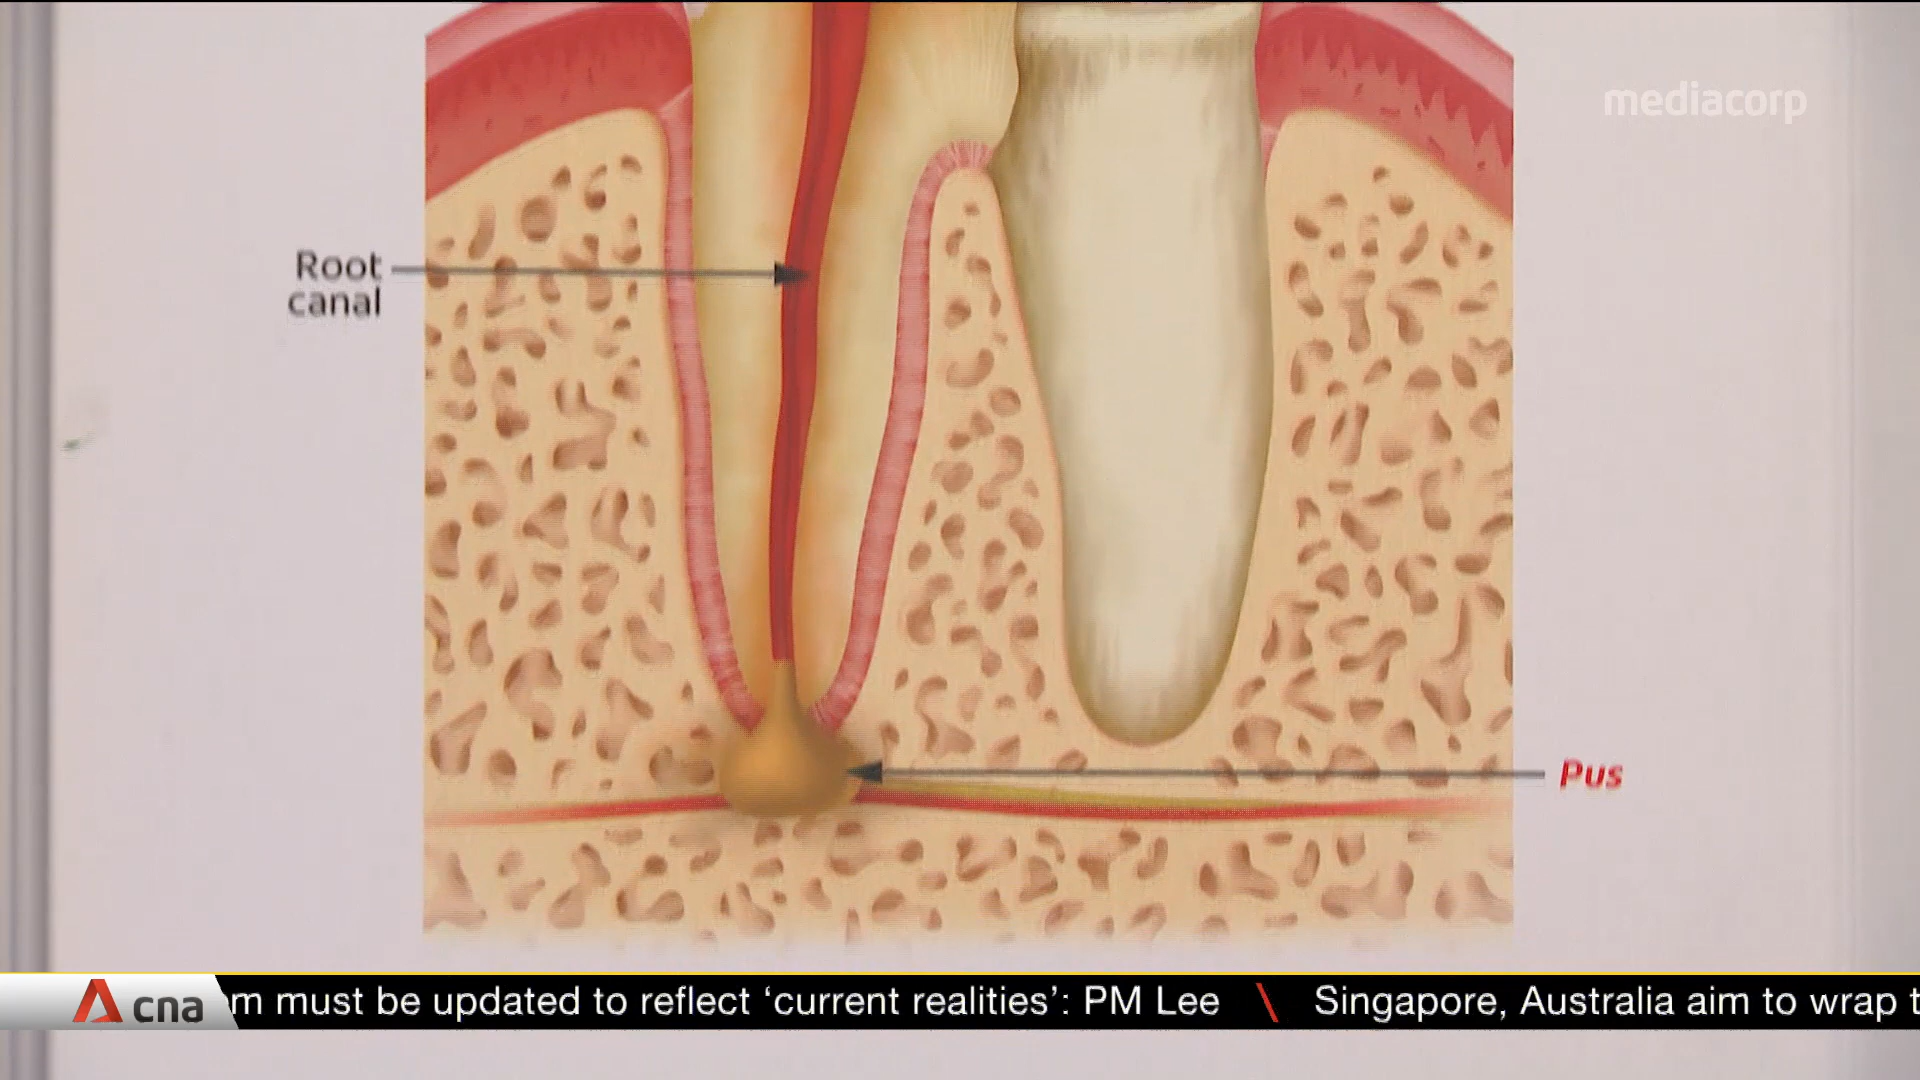 mediacorp
Root
canal
Pus
cna
m must be updated to reflect ‘current realities’: PM Lee \ Singapore, Australia aim to wrap t